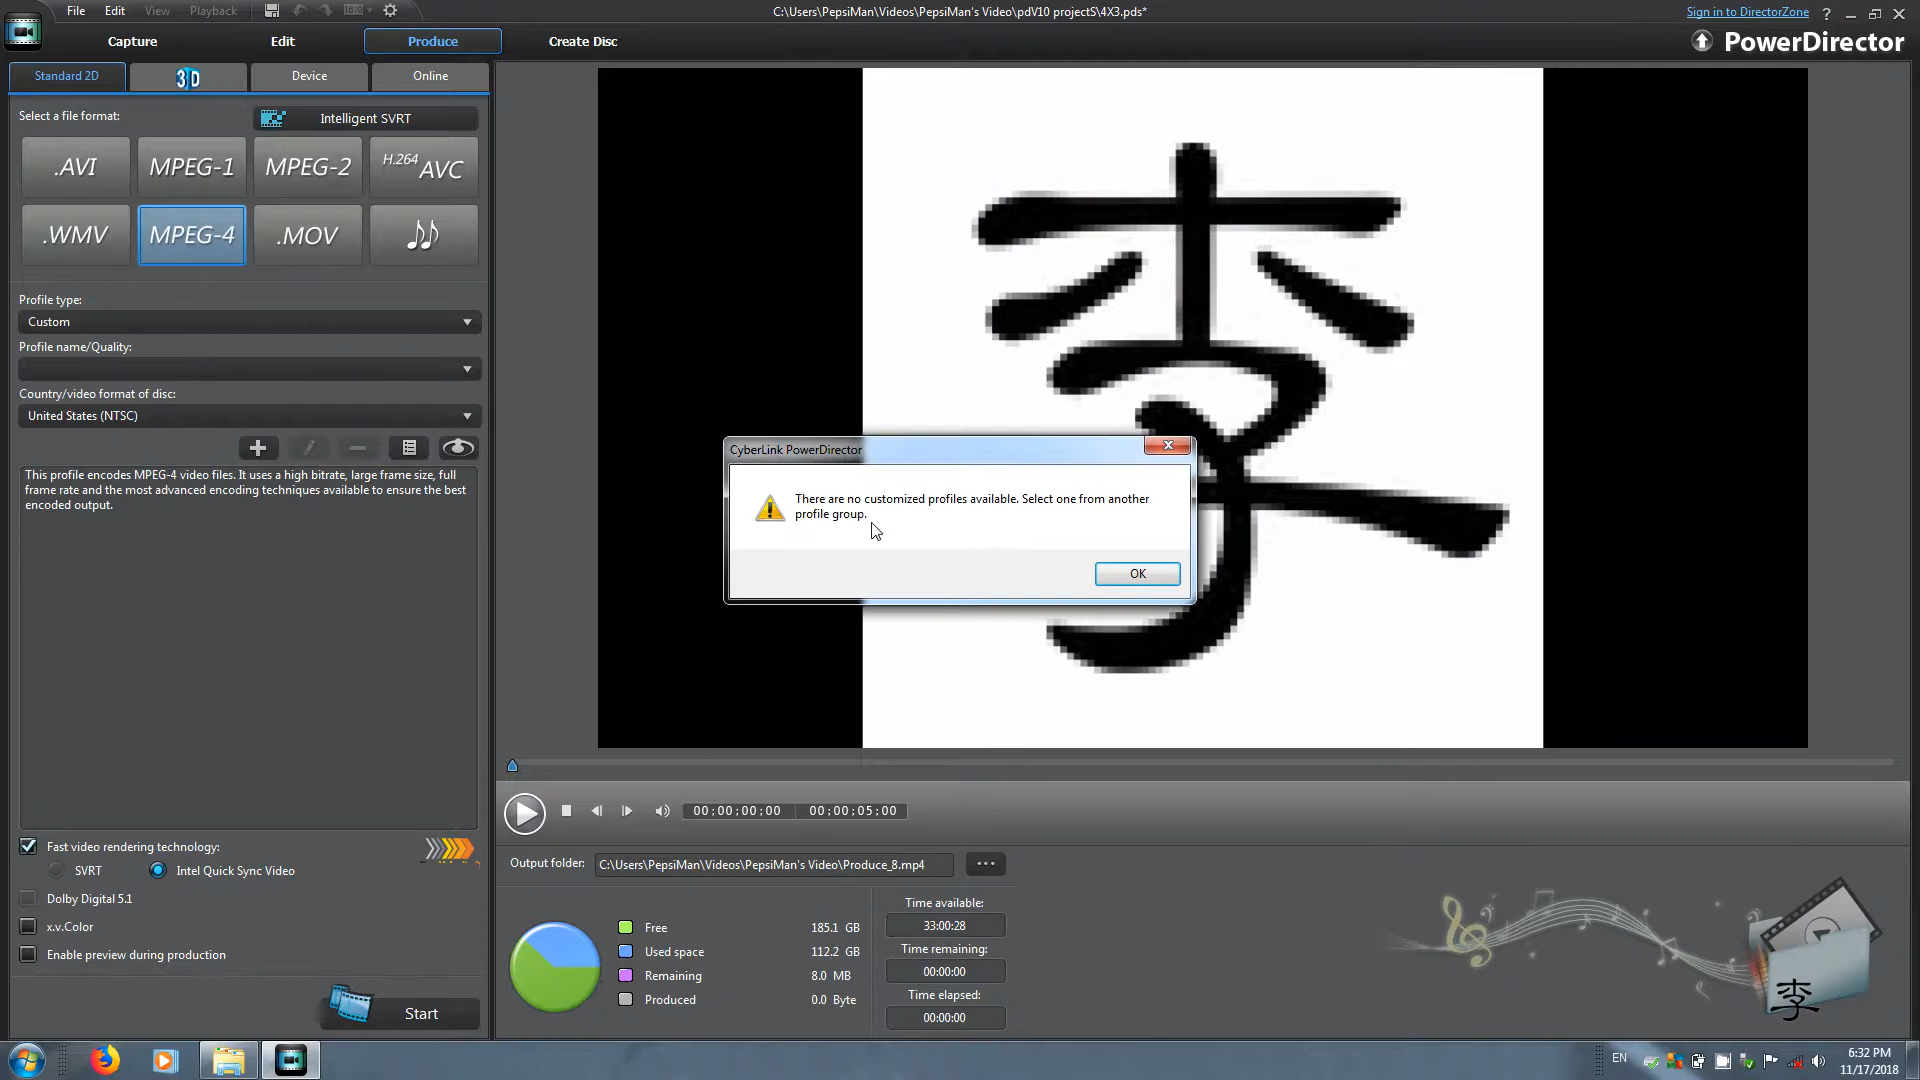 File Edit View Playback 16:9 C:\Users\PepsiMan\Videos\PepsiMan's Video\pdV10 projectS\4X3.pds* Sign in to DirectorZone ?
Capture Edit Produce Create Disc PowerDirector
Standard 2D 3D Device Online
Select a file format: Intelligent SVRT
.AVI MPEG-1 MPEG-2 H.264 AVC
.WMV MPEG-4 .MOV
Profile type:
Custom
Profile name/Quality:
Country/video format of disc:
United States (NTSC)
This profile encodes MPEG-4 video files. It uses a high bitrate, large frame size, full
frame rate and the most advanced encoding techniques available to ensure the best
encoded output.
李
CyberLink PowerDirector
There are no customized profiles available. Select one from another
profile group.
OK
00;00;00;00 00;00;05;00
Fast video rendering technology:
SVRT Intel Quick Sync Video
Dolby Digital 5.1
x.v.Color
Enable preview during production
Start
Output folder: C:\Users\PepsiMan\Videos\PepsiMan's Video\Produce_8.mp4 ...
Free 185.1 GB
Used space 112.2 GB
Remaining 8.0 MB
Produced 0.0 Byte
Time available:
33:00:28
Time remaining:
00:00:00
Time elapsed:
00:00:00
李
EN 6:32 PM
11/17/2018